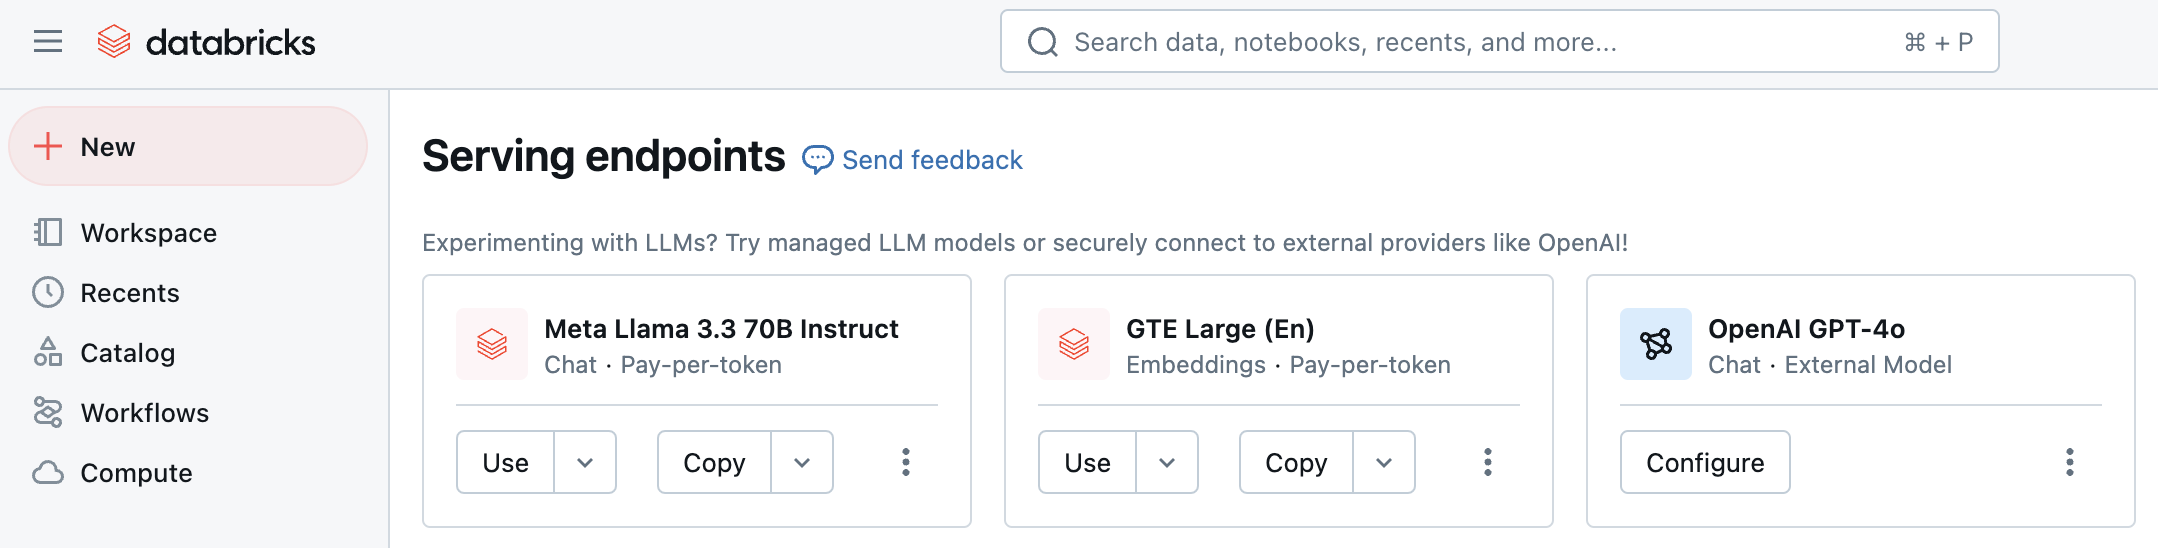 databricks
Search data, notebooks, recents, and more...
⌘ + P
New
Workspace
Recents
Catalog
Workflows
Compute
Serving endpoints
Send feedback
Experimenting with LLMs? Try managed LLM models or securely connect to external providers like OpenAI!
Meta Llama 3.3 70B Instruct
Chat · Pay-per-token
Use
Copy
GTE Large (En)
Embeddings · Pay-per-token
Use
Copy
OpenAI GPT-4o
Chat · External Model
Configure